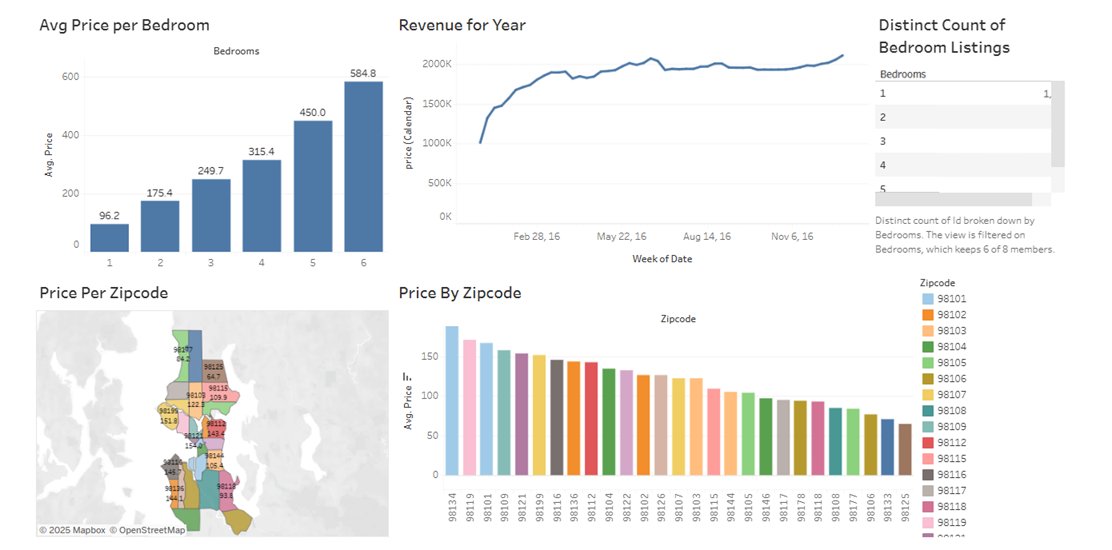 Avg Price per Bedroom
Bedrooms
Avg. Price
600
400
200
0
96.2
175.4
249.7
315.4
450.0
584.8
1 2 3 4 5 6
Revenue for Year
price (Calendar)
2000K
1500K
1000K
500K
0K
Feb 28, 16 May 22, 16 Aug 14, 16 Nov 6, 16
Week of Date
Distinct Count of
Bedroom Listings
Bedrooms
1 1,
2
3
4
5
Distinct count of Id broken down by
Bedrooms. The view is filtered on
Bedrooms, which keeps 6 of 8 members.
Price Per Zipcode
98177
84.2
98125
64.7
98115
109.9
98103
122.3
98199
151.8
98112
143.4
98121
98144
105.4
98116
145.7
98136
144.1
98118
93.8
© 2025 Mapbox © OpenStreetMap
Price By Zipcode
Zipcode
Avg. Price
150
100
50
0
98134 98119 98101 98109 98121 98199 98116 98136 98112 98104 98122 98102 98126 98107 98103 98115 98144 98105 98146 98117 98178 98118 98108 98177 98106 98133 98125
Zipcode
98101
98102
98103
98104
98105
98106
98107
98108
98109
98112
98115
98116
98117
98118
98119